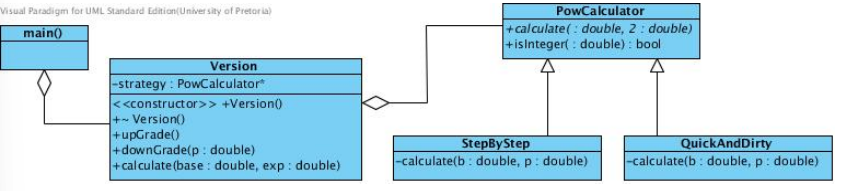 Visual Paradigm for UML Standard Edition(University of Pretoria)
main()
Version
-strategy : PowCalculator*
<<constructor>> +Version()
+~ Version()
+upGrade()
+downGrade(p : double)
+calculate(base : double, exp : double)
PowCalculator
+calculate( : double, 2 : double)
+isInteger( : double) : bool
StepByStep
-calculate(b : double, p : double)
QuickAndDirty
-calculate(b : double, p : double)